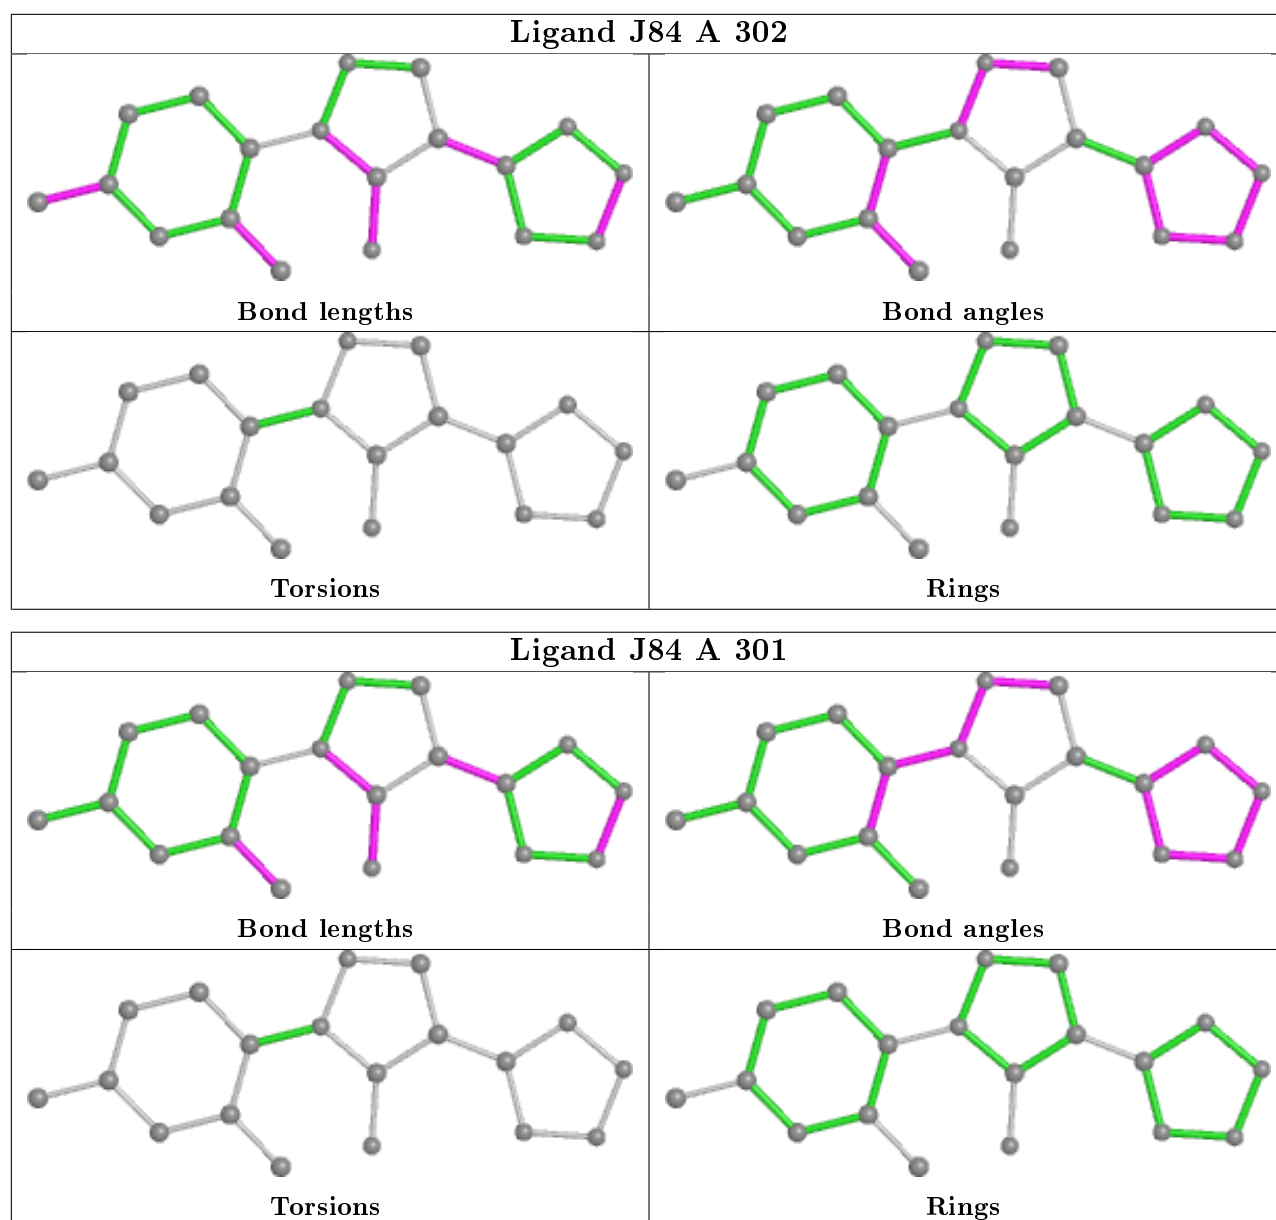 Ligand J84 A 302
Bond lengths
Bond angles
Torsions
Rings
Ligand J84 A 301
Bond lengths
Bond angles
Torsions
Rings